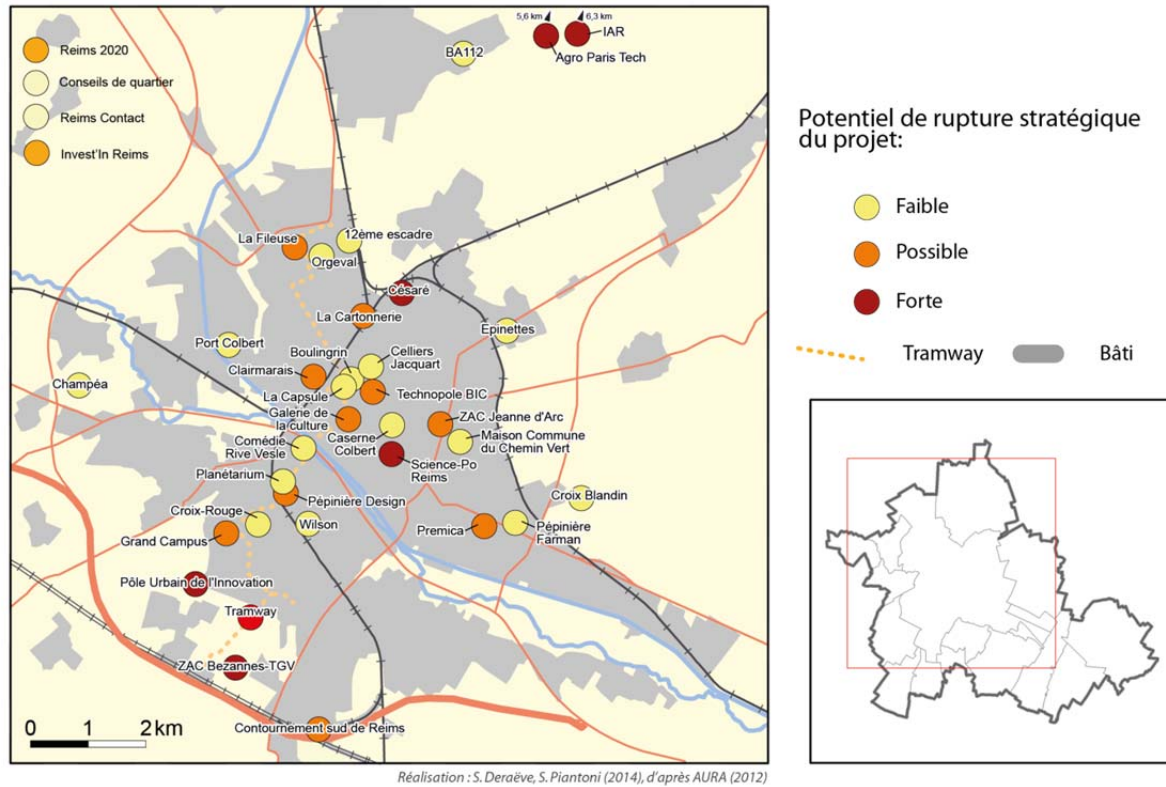 5,6 km
6,3 km
IAR
Agro Paris Tech
BA112
Reims 2020
Conseils de quartier
Reims Contact
Invest'In Reims
La Fileuse
12ème escadre
Orgeval
Césaré
La Cartonnerie
Epinettes
Port Colbert
Boulingrin
Celliers
Jacquart
Clairmarais
Champéa
La Capsule
Technopole BIC
Galerie de
la culture
ZAC Jeanne d'Arc
Caserne
Colbert
Maison Commune
du Chemin Vert
Comédie
Rive Vesle
Science-Po
Reims
Planétarium
Pépinière Design
Croix Blandin
Croix-Rouge
Wilson
Premica
Pépinière
Farman
Grand Campus
Pôle Urbain de l'Innovation
Tramway
ZAC Bezannes-TGV
Contournement sud de Reims
0 1 2 km
Potentiel de rupture stratégique
du projet:
Faible
Possible
Forte
Tramway
Bâti
Réalisation : S. Deraëve, S. Piantoni (2014), d'après AURA (2012)